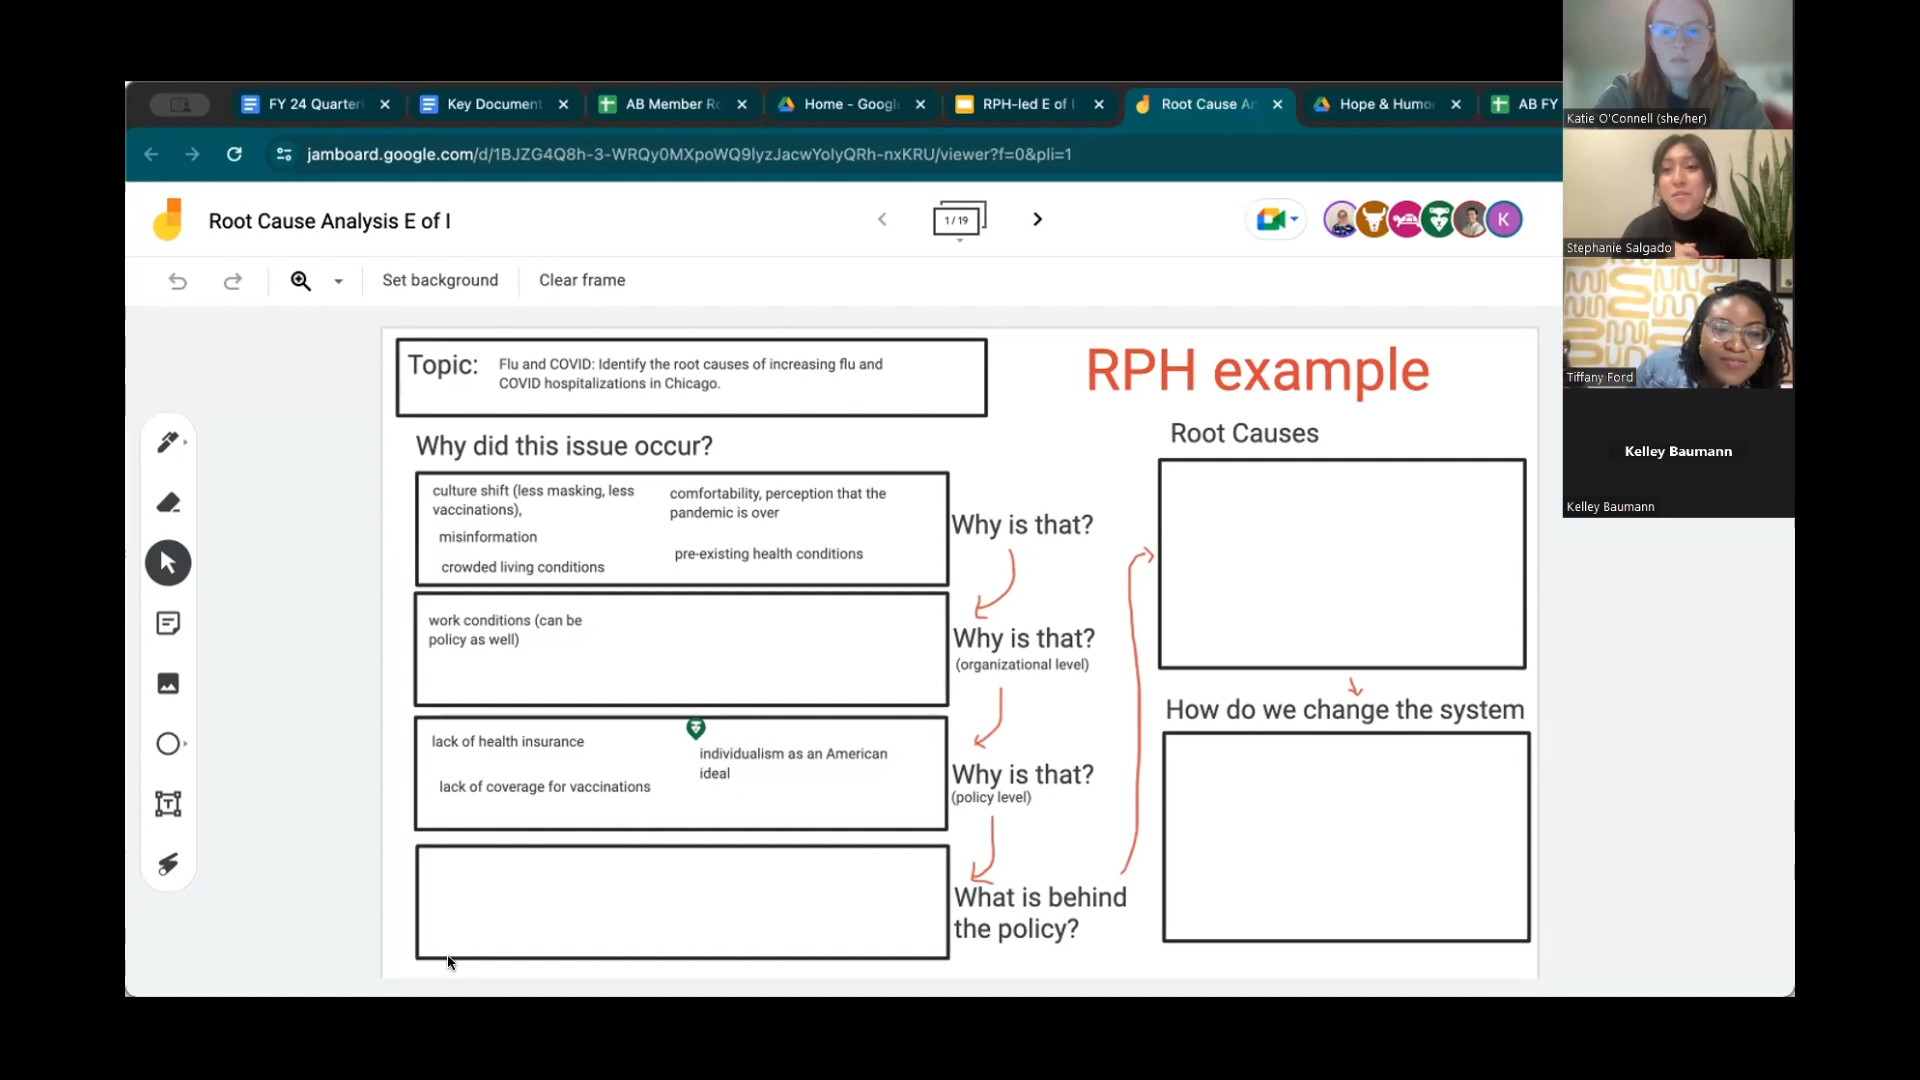 FY 24 Quarter
Key Document
AB Member Ro
Home - Googl
RPH-led E of I
Root Cause An
Hope & Humo
AB FY
jamboard.google.com/d/1BJZG4Q8h-3-WRQy0MXpoWQ9lyzJacwYolyQRh-nxKRU/viewer?f=0&pli=1
Root Cause Analysis E of I
1/19
K
Set background
Clear frame
Topic: Flu and COVID: Identify the root causes of increasing flu and
COVID hospitalizations in Chicago.
RPH example
Why did this issue occur?
culture shift (less masking, less
vaccinations),
misinformation
crowded living conditions
comfortability, perception that the
pandemic is over
pre-existing health conditions
Why is that?
work conditions (can be
policy as well)
Why is that?
(organizational level)
lack of health insurance
lack of coverage for vaccinations
individualism as an American
ideal
Why is that?
(policy level)
What is behind
the policy?
Root Causes
How do we change the system
Katie O'Connell (she/her)
Stephanie Salgado
Tiffany Ford
Kelley Baumann
Kelley Baumann